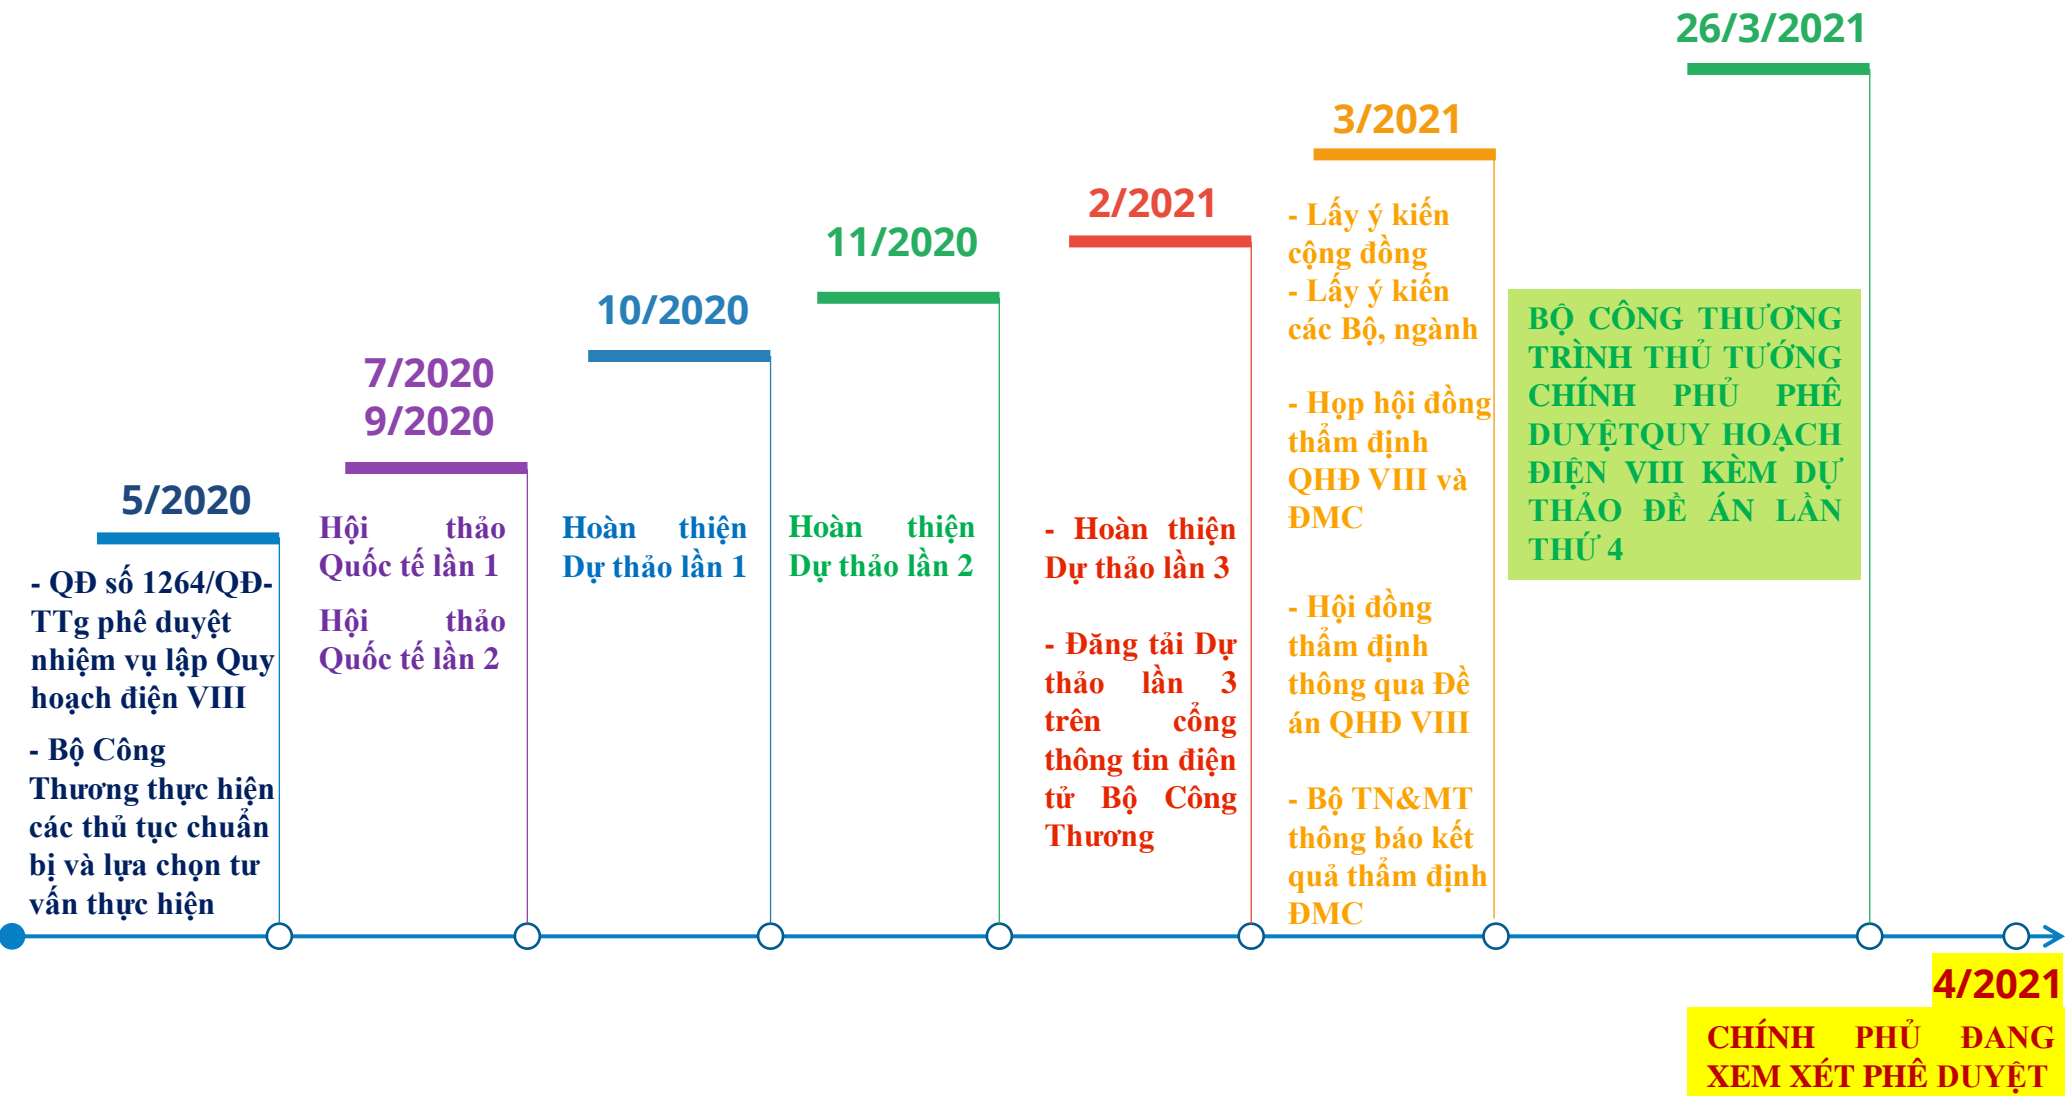 5/2020
- QĐ số 1264/QĐ-
TTg phê duyệt
nhiệm vụ lập Quy
hoạch điện VIII
- Bộ Công
Thương thực hiện
các thủ tục chuẩn
bị và lựa chọn tư
vấn thực hiện
7/2020
9/2020
Hội thảo
Quốc tế lần 1
Hội thảo
Quốc tế lần 2
10/2020
Hoàn thiện
Dự thảo lần 1
11/2020
Hoàn thiện
Dự thảo lần 2
2/2021
- Hoàn thiện
Dự thảo lần 3
- Đăng tải Dự
thảo lần 3
trên cổng
thông tin điện
tử Bộ Công
Thương
3/2021
- Lấy ý kiến
cộng đồng
- Lấy ý kiến
các Bộ, ngành
- Họp hội đồng
thẩm định
QHĐ VIII và
ĐMC
- Hội đồng
thẩm định
thông qua Đề
án QHĐ VIII
- Bộ TN&MT
thông báo kết
quả thẩm định
ĐMC
26/3/2021
BỘ CÔNG THƯƠNG
TRÌNH THỦ TƯỚNG
CHÍNH PHỦ PHÊ
DUYỆTQUY HOẠCH
ĐIỆN VIII KÈM DỰ
THẢO ĐỀ ÁN LẦN
THỨ 4
4/2021
CHÍNH PHỦ ĐANG
XEM XÉT PHÊ DUYỆT